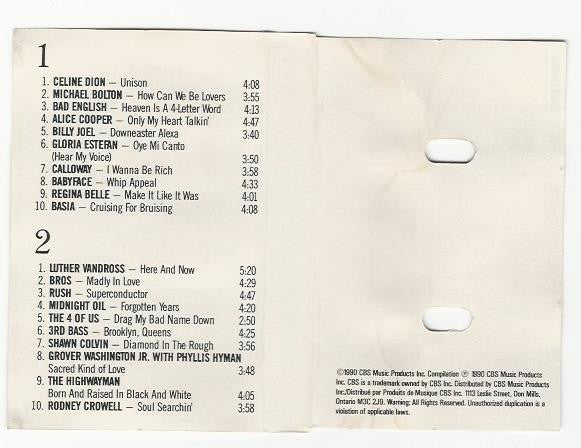 1
1. CELINE DION — Unison 4:08
2. MICHAEL BOLTON — How Can We Be Lovers 3:55
3. BAD ENGLISH — Heaven Is A 4-Letter Word 4:13
4. ALICE COOPER — Only My Heart Talkin' 4:47
5. BILLY JOEL — Downeaster Alexa 3:40
6. GLORIA ESTEFAN — Oye Mi Canto
(Hear My Voice) 3:50
7. CALLOWAY — I Wanna Be Rich 3:58
8. BABYFACE — Whip Appeal 4:33
9. REGINA BELLE — Make It Like It Was 4:01
10. BASIA — Cruising For Bruising 4:08
2
1. LUTHER VANDROSS — Here And Now 5:20
2. BROS — Madly In Love 4:29
3. RUSH — Superconductor 4:47
4. MIDNIGHT OIL — Forgotten Years 4:20
5. THE 4 OF US — Drag My Bad Name Down 2:50
6. 3RD BASS — Brooklyn, Queens 4:25
7. SHAWN COLVIN — Diamond In The Rough 3:56
8. GROVER WASHINGTON JR. WITH PHYLLIS HYMAN
Sacred Kind of Love 3:48
9. THE HIGHWAYMAN
Born And Raised In Black And White 4:05
10. RODNEY CROWELL — Soul Searchin' 3:58
©1990 CBS Music Products Inc. Compilation ℗ 1990 CBS Music Products
Inc. CBS is a trademark owned by CBS Inc. Distributed by CBS Music Products
Inc./Distribué par Produits de Musique CBS Inc. 1113 Leslie Street, Don Mills,
Ontario M3C 2J9. Warning: All Rights Reserved. Unauthorized duplication is a
violation of applicable laws.